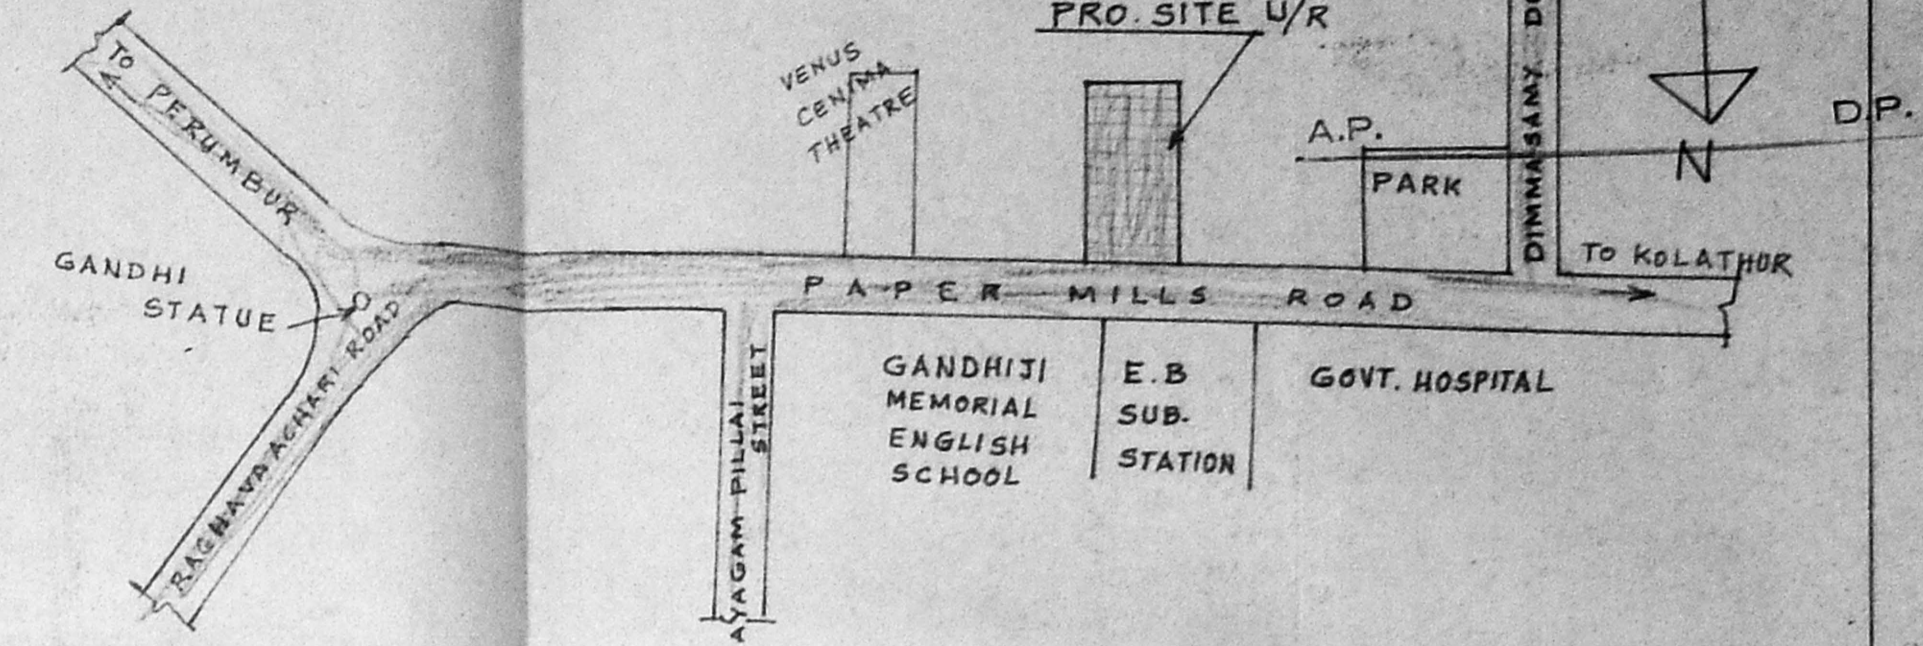 PRO. SITE U/R
TO PERUMBUR
VENUS
CENIMA
THEATRE
A.P.
D.P.
PARK
DIMMASAMY
N
GANDHI
STATUE
TO KOLATHUR
PAPER MILLS ROAD
RAGHAVA ACHARI ROAD
AYAGAM PILLAI
STREET
GANDHIJI
MEMORIAL
ENGLISH
SCHOOL
E.B
SUB.
STATION
GOVT. HOSPITAL